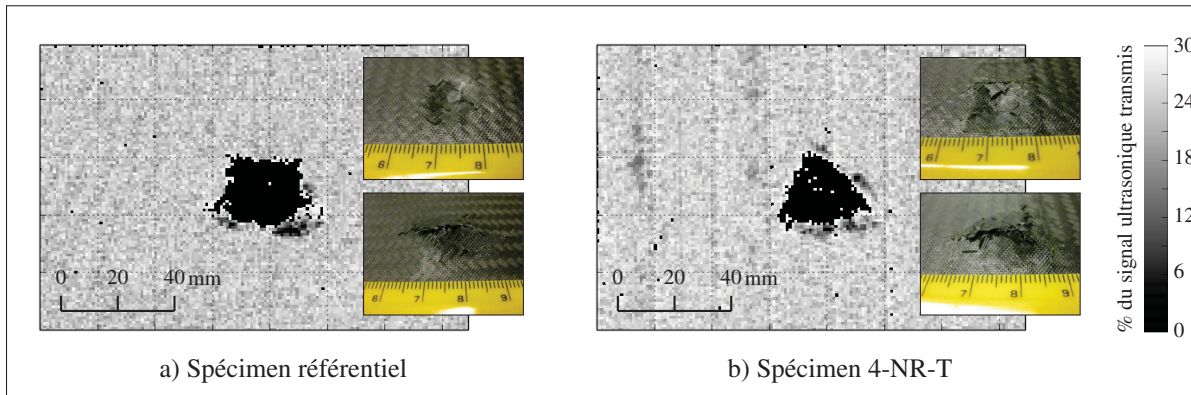 6 7 8
6 7 8 9
0 20 40 mm
a) Spécimen référentiel
6 7 8
7 8 9
0 20 40 mm
b) Spécimen 4-NR-T
30
24
18
12
6
0
% du signal ultrasonique transmis